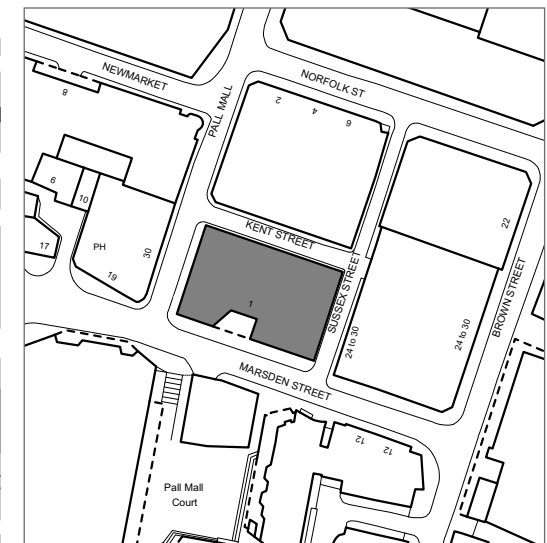 NEWMARKET
NORFOLK ST
PALL MALL
8
2
4
6
6
10
17
PH
30
19
KENT STREET
SUSSEX STREET
22
BROWN STREET
1
24 to 30
24 to 30
MARSDEN STREET
12
12
Pall Mall
Court